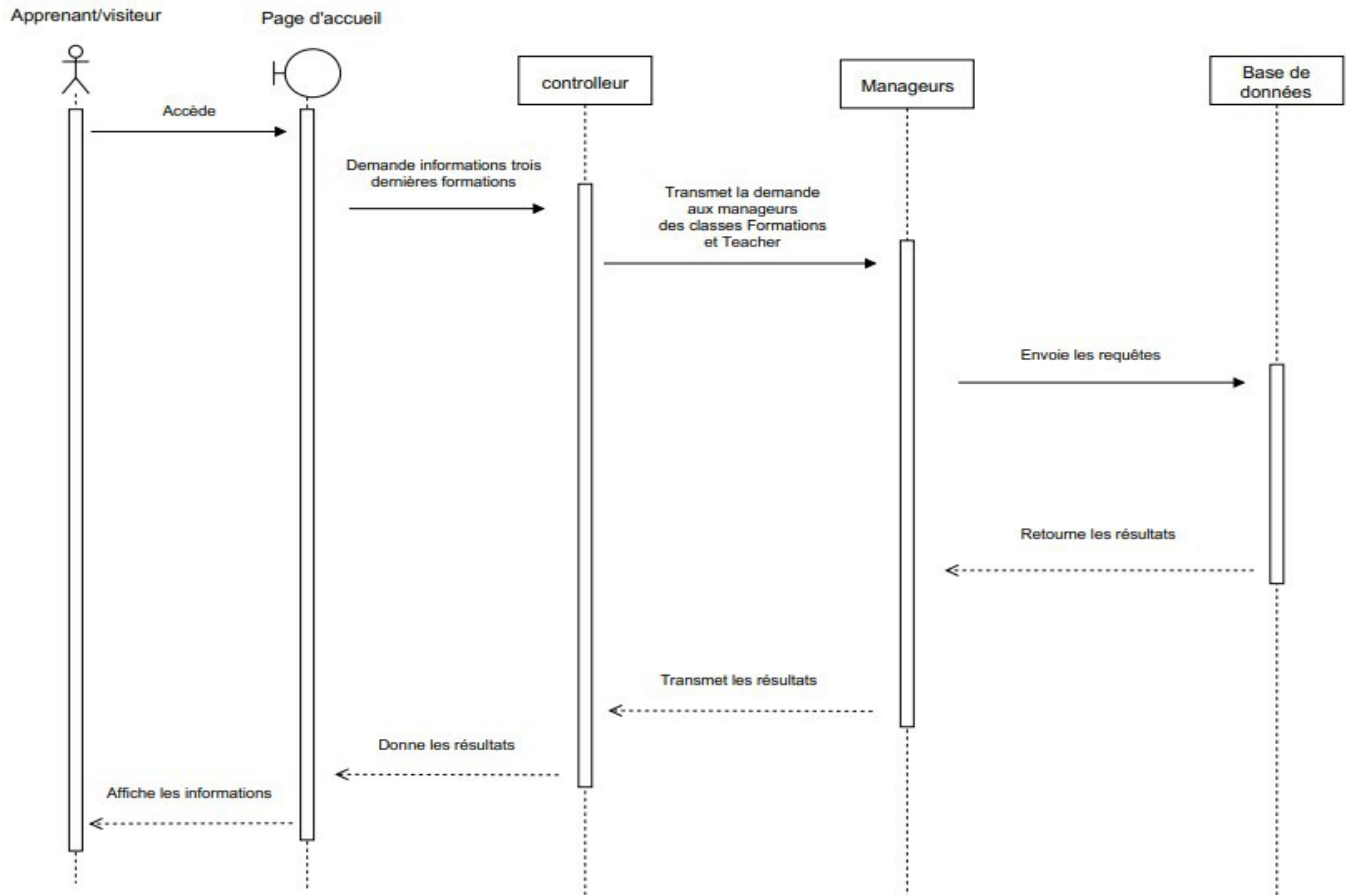 Apprenant/visiteur
Page d'accueil
controlleur
Manageurs
Base de
données
Accède
Demande informations trois
dernières formations
Transmet la demande
aux manageurs
des classes Formations
et Teacher
Envoie les requêtes
Retourne les résultats
Transmet les résultats
Donne les résultats
Affiche les informations